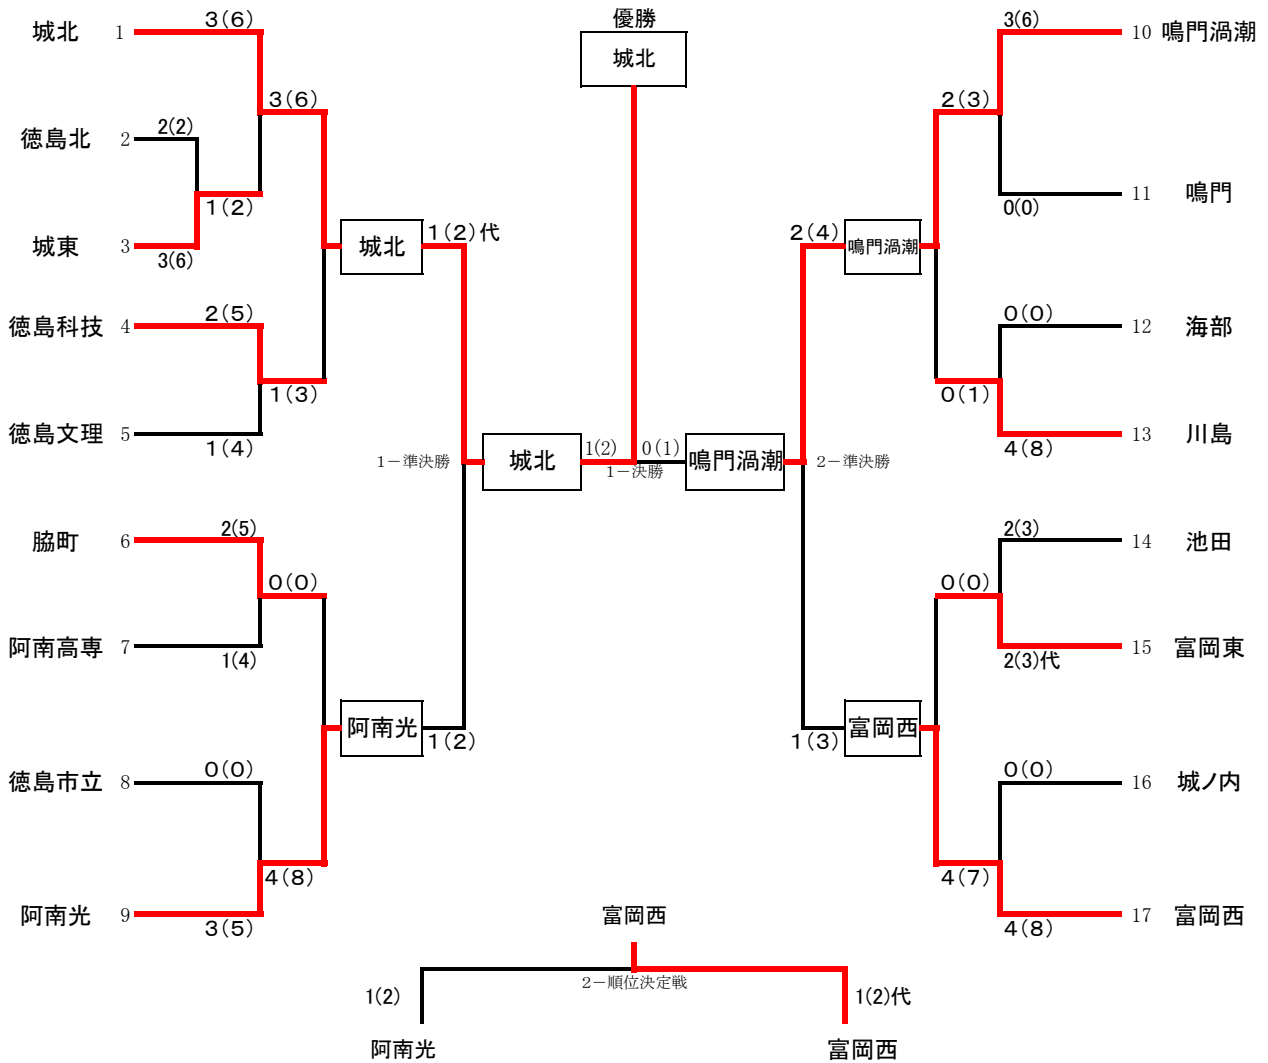 優勝
城北
城北 1
3(6)
徳島北 2
2(2)
城東 3
3(6)
3(6)
1(2)
徳島科技 4
2(5)
徳島文理 5
1(4)
1(3)
城北
1(2)代
脇町 6
2(5)
阿南高専 7
1(4)
0(0)
徳島市立 8
0(0)
阿南光 9
3(5)
4(8)
阿南光
1(2)
1－準決勝
城北
1(2)
0(1)
1－決勝
鳴門渦潮
2－準決勝
3(6)
10 鳴門渦潮
2(3)
11 鳴門
0(0)
2(4)
鳴門渦潮
0(0)
12 海部
0(1)
13 川島
4(8)
2(3)
14 池田
0(0)
15 富岡東
2(3)代
1(3)
富岡西
0(0)
16 城ノ内
4(7)
17 富岡西
4(8)
富岡西
2－順位決定戦
1(2)
1(2)代
阿南光
富岡西